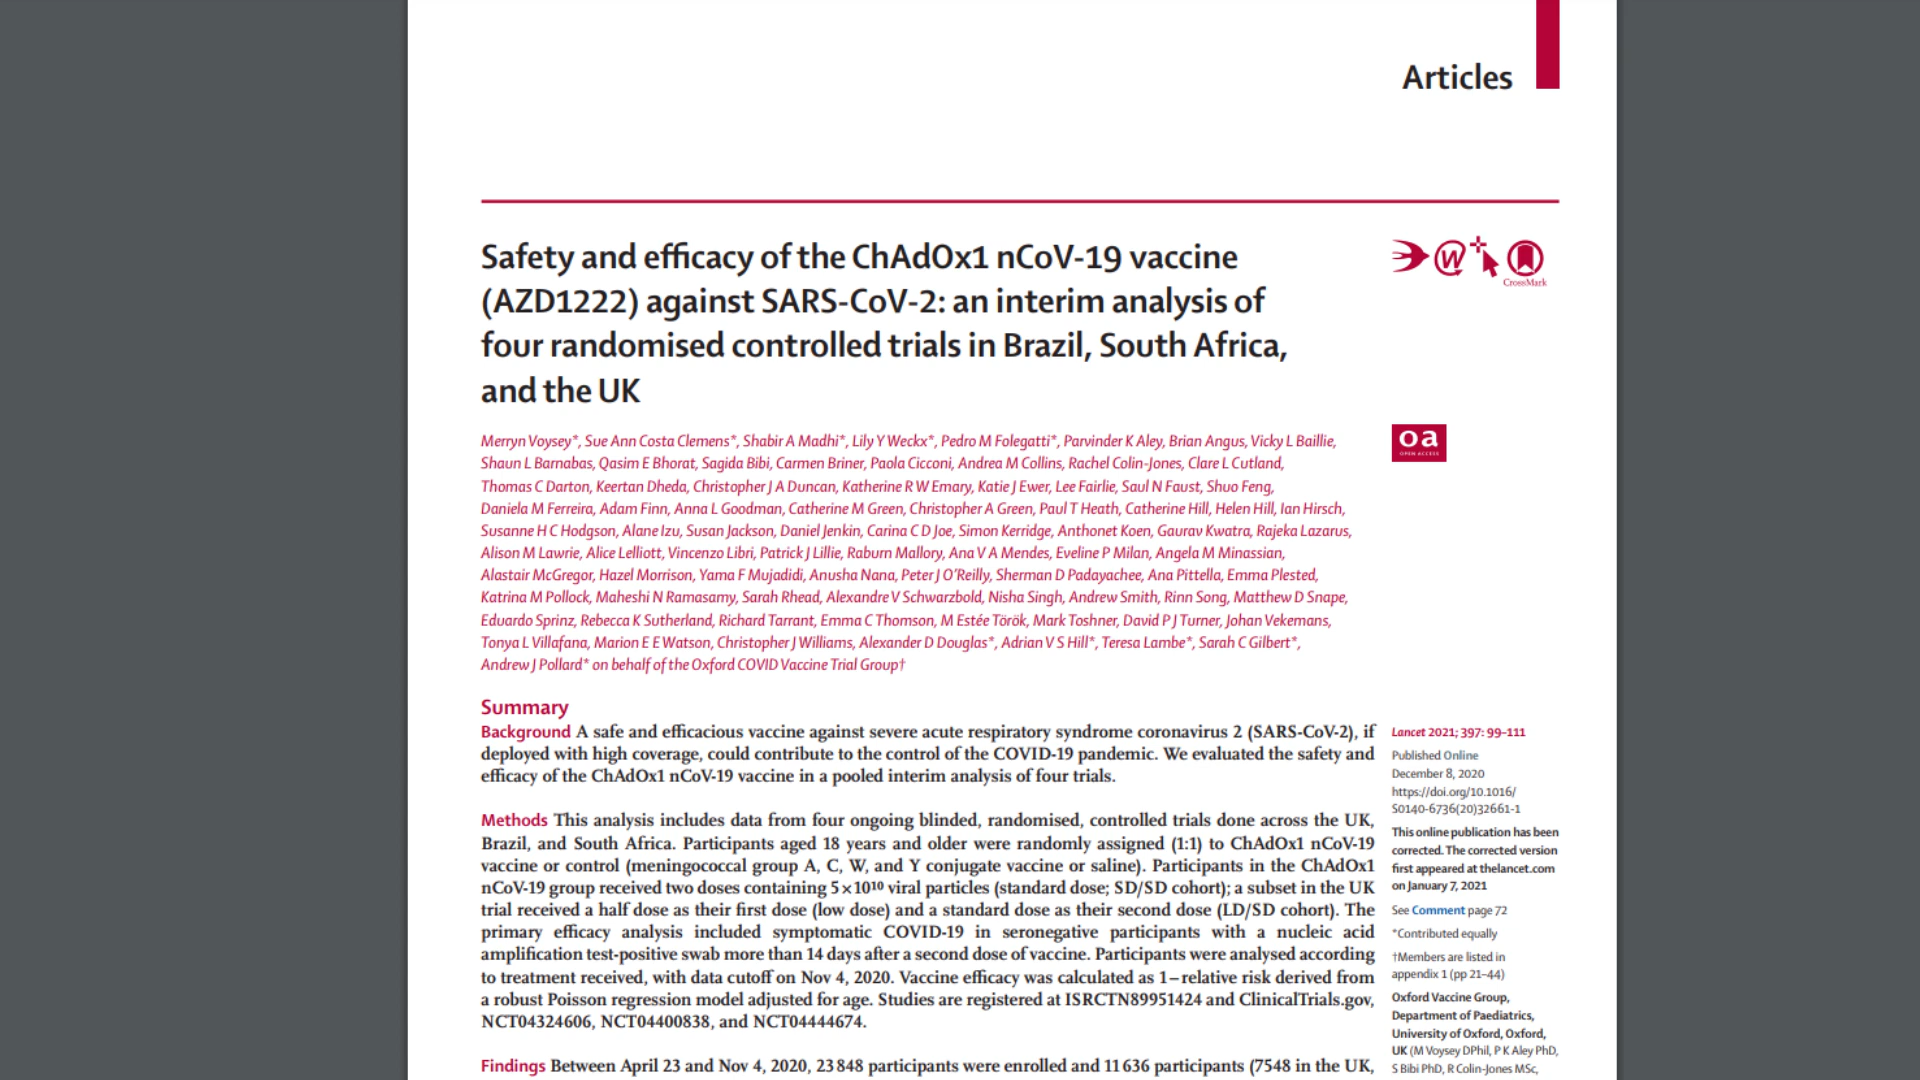 Articles
Safety and efficacy of the ChAdOx1 nCoV-19 vaccine
(AZD1222) against SARS-CoV-2: an interim analysis of
four randomised controlled trials in Brazil, South Africa,
and the UK
CrossMark
oa
OPEN ACCESS
Merryn Voysey*, Sue Ann Costa Clemens*, Shabir A Madhi*, Lily Y Weckx*, Pedro M Folegatti*, Parvinder K Aley, Brian Angus, Vicky L Baillie,
Shaun L Barnabas, Qasim E Bhorat, Sagida Bibi, Carmen Briner, Paola Cicconi, Andrea M Collins, Rachel Colin-Jones, Clare L Cutland,
Thomas C Darton, Keertan Dheda, Christopher J A Duncan, Katherine R W Emary, Katie J Ewer, Lee Fairlie, Saul N Faust, Shuo Feng,
Daniela M Ferreira, Adam Finn, Anna L Goodman, Catherine M Green, Christopher A Green, Paul T Heath, Catherine Hill, Helen Hill, Ian Hirsch,
Susanne H C Hodgson, Alane Izu, Susan Jackson, Daniel Jenkin, Carina C D Joe, Simon Kerridge, Anthonet Koen, Gaurav Kwatra, Rajeka Lazarus,
Alison M Lawrie, Alice Lelliott, Vincenzo Libri, Patrick J Lillie, Raburn Mallory, Ana V A Mendes, Eveline P Milan, Angela M Minassian,
Alastair McGregor, Hazel Morrison, Yama F Mujadidi, Anusha Nana, Peter J O'Reilly, Sherman D Padayachee, Ana Pittella, Emma Plested,
Katrina M Pollock, Maheshi N Ramasamy, Sarah Rhead, Alexandre V Schwarzbold, Nisha Singh, Andrew Smith, Rinn Song, Matthew D Snape,
Eduardo Sprinz, Rebecca K Sutherland, Richard Tarrant, Emma C Thomson, M Estée Török, Mark Toshner, David P J Turner, Johan Vekemans,
Tonya L Villafana, Marion E E Watson, Christopher J Williams, Alexander D Douglas*, Adrian V S Hill*, Teresa Lambe*, Sarah C Gilbert*,
Andrew J Pollard* on behalf of the Oxford COVID Vaccine Trial Group†
Summary
Background A safe and efficacious vaccine against severe acute respiratory syndrome coronavirus 2 (SARS-CoV-2), if
deployed with high coverage, could contribute to the control of the COVID-19 pandemic. We evaluated the safety and
efficacy of the ChAdOx1 nCoV-19 vaccine in a pooled interim analysis of four trials.
Methods This analysis includes data from four ongoing blinded, randomised, controlled trials done across the UK,
Brazil, and South Africa. Participants aged 18 years and older were randomly assigned (1:1) to ChAdOx1 nCoV-19
vaccine or control (meningococcal group A, C, W, and Y conjugate vaccine or saline). Participants in the ChAdOx1
nCoV-19 group received two doses containing 5×10¹⁰ viral particles (standard dose; SD/SD cohort); a subset in the UK
trial received a half dose as their first dose (low dose) and a standard dose as their second dose (LD/SD cohort). The
primary efficacy analysis included symptomatic COVID-19 in seronegative participants with a nucleic acid
amplification test-positive swab more than 14 days after a second dose of vaccine. Participants were analysed according
to treatment received, with data cutoff on Nov 4, 2020. Vaccine efficacy was calculated as 1−relative risk derived from
a robust Poisson regression model adjusted for age. Studies are registered at ISRCTN89951424 and ClinicalTrials.gov,
NCT04324606, NCT04400838, and NCT04444674.
Findings Between April 23 and Nov 4, 2020, 23 848 participants were enrolled and 11 636 participants (7548 in the UK,
Lancet 2021; 397: 99–111
Published Online
December 8, 2020
https://doi.org/10.1016/
S0140-6736(20)32661-1
This online publication has been
corrected. The corrected version
first appeared at thelancet.com
on January 7, 2021
See Comment page 72
*Contributed equally
†Members are listed in
appendix 1 (pp 21–44)
Oxford Vaccine Group,
Department of Paediatrics,
University of Oxford, Oxford,
UK (M Voysey DPhil, P K Aley PhD,
S Bibi PhD, R Colin-Jones MSc,